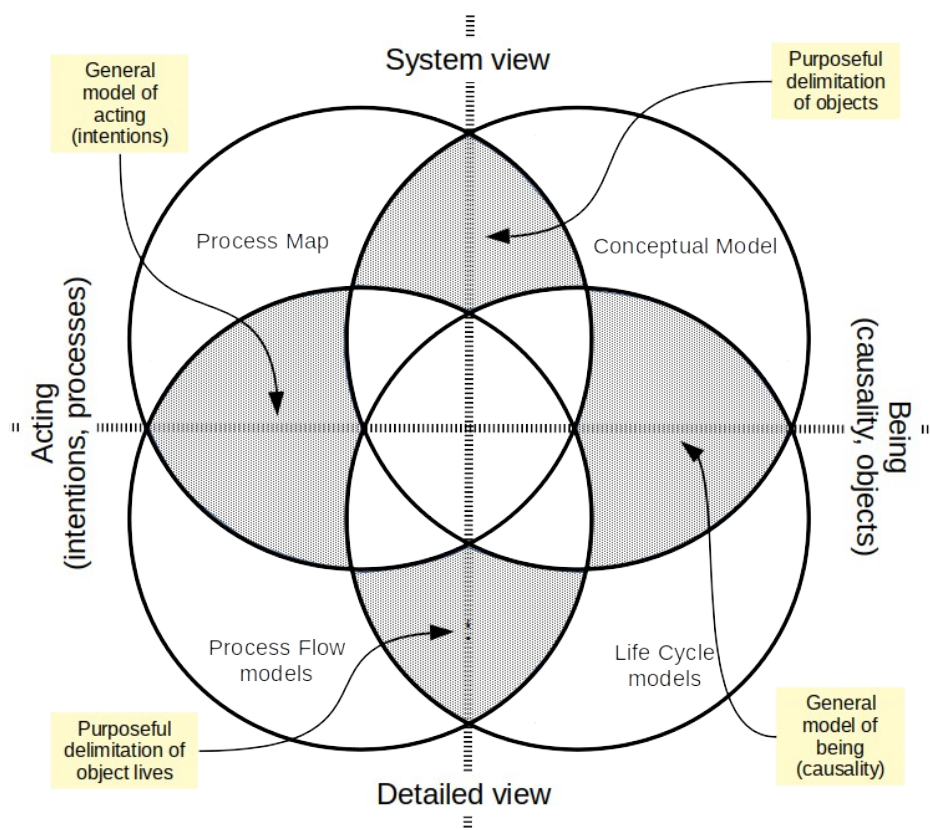 System view
General
model of
acting
(intentions)
Purposeful
delimitation
of objects
Process Map
Conceptual Model
Acting
(intentions, processes)
Being
(causality, objects)
Process Flow
models
Life Cycle
models
Purposeful
delimitation of
object lives
General
model of
being
(causality)
Detailed view